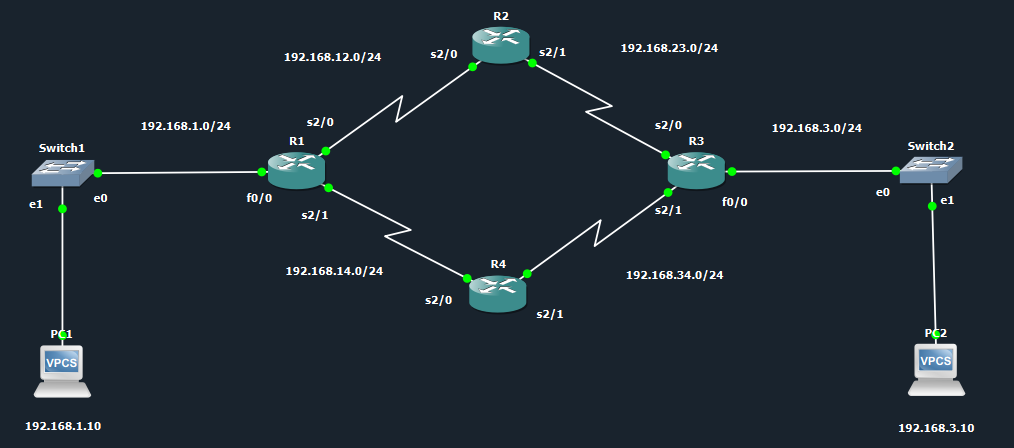 R2
s2/0
s2/1
192.168.12.0/24
192.168.23.0/24
192.168.1.0/24
s2/0
R1
s2/0
R3
192.168.3.0/24
Switch1
Switch2
e1
e0
f0/0
s2/1
s2/1
f0/0
e0
e1
192.168.14.0/24
R4
192.168.34.0/24
s2/0
s2/1
PC1
VPCS
192.168.1.10
PC2
VPCS
192.168.3.10